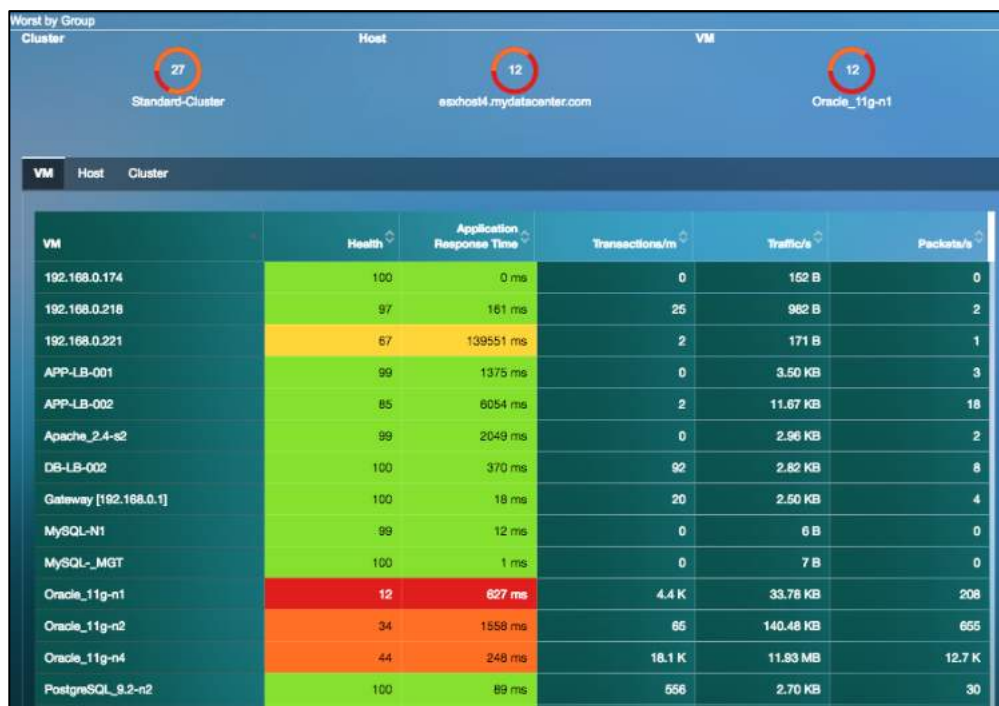 Worst by Group
Cluster Host VM
27 12 12
Standard-Cluster esxhost4.mydatacenter.com Oracle_11g-n1
VM Host Cluster
VM Health Application Response Time Transactions/m Traffic/s Packets/s
192.168.0.174 100 0 ms 0 152 B 0
192.168.0.218 97 161 ms 25 982 B 2
192.168.0.221 67 139551 ms 2 171 B 1
APP-LB-001 99 1375 ms 0 3.50 KB 3
APP-LB-002 85 6054 ms 2 11.67 KB 18
Apache_2.4-s2 99 2049 ms 0 2.96 KB 2
DB-LB-002 100 370 ms 92 2.82 KB 8
Gateway [192.168.0.1] 100 18 ms 20 2.50 KB 4
MySQL-N1 99 12 ms 0 6 B 0
MySQL-_MGT 100 1 ms 0 7 B 0
Oracle_11g-n1 12 627 ms 4.4 K 33.78 KB 208
Oracle_11g-n2 34 1558 ms 65 140.48 KB 655
Oracle_11g-n4 44 248 ms 18.1 K 11.93 MB 12.7 K
PostgreSQL_9.2-n2 100 89 ms 556 2.70 KB 30